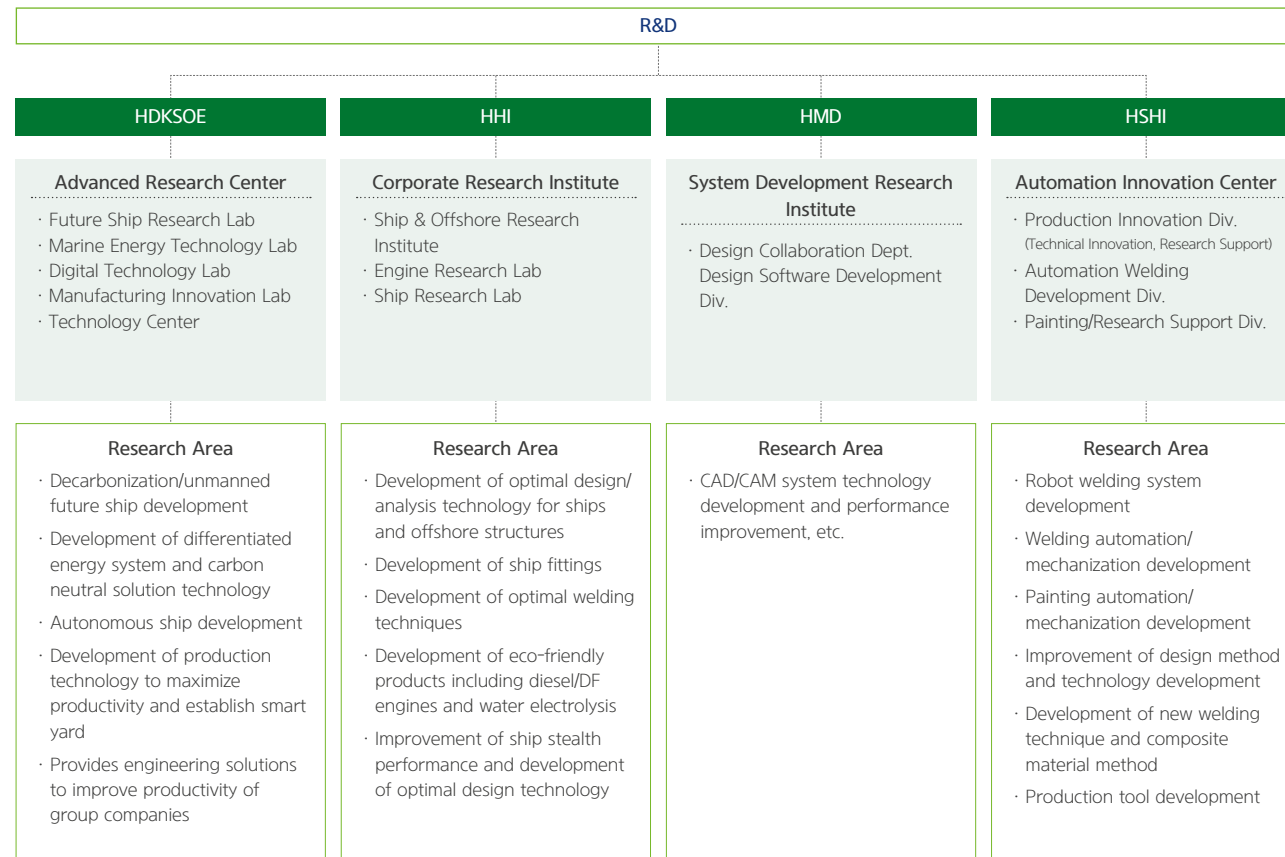 R&D
HDKSOE
Advanced Research Center
· Future Ship Research Lab
· Marine Energy Technology Lab
· Digital Technology Lab
· Manufacturing Innovation Lab
· Technology Center
Research Area
· Decarbonization/unmanned
future ship development
· Development of differentiated
energy system and carbon
neutral solution technology
· Autonomous ship development
· Development of production
technology to maximize
productivity and establish smart
yard
· Provides engineering solutions
to improve productivity of
group companies
HHI
Corporate Research Institute
· Ship & Offshore Research
Institute
· Engine Research Lab
· Ship Research Lab
Research Area
· Development of optimal design/
analysis technology for ships
and offshore structures
· Development of ship fittings
· Development of optimal welding
techniques
· Development of eco-friendly
products including diesel/DF
engines and water electrolysis
· Improvement of ship stealth
performance and development
of optimal design technology
HMD
System Development Research
Institute
· Design Collaboration Dept.
Design Software Development
Div.
Research Area
· CAD/CAM system technology
development and performance
improvement, etc.
HSHI
Automation Innovation Center
· Production Innovation Div.
(Technical Innovation, Research Support)
· Automation Welding
Development Div.
· Painting/Research Support Div.
Research Area
· Robot welding system
development
· Welding automation/
mechanization development
· Painting automation/
mechanization development
· Improvement of design method
and technology development
· Development of new welding
technique and composite
material method
· Production tool development